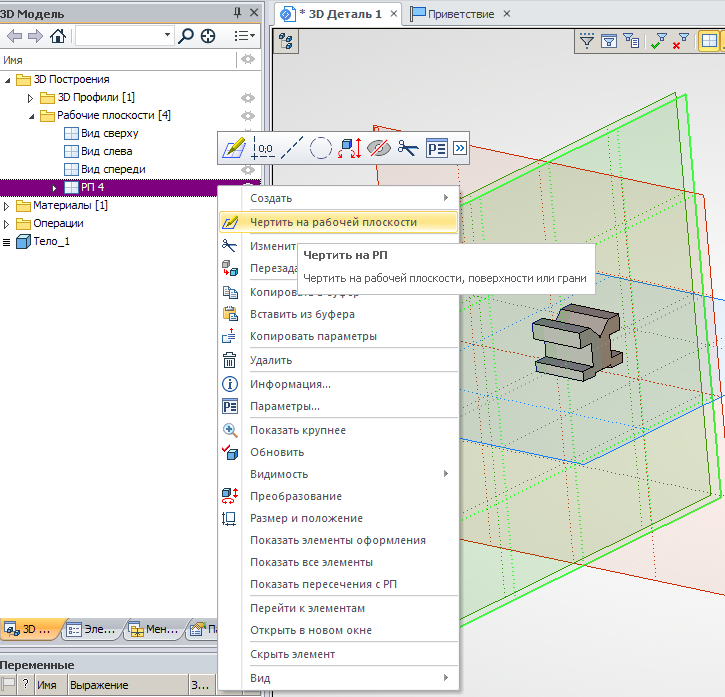 3D Модель
* 3D Деталь 1
Приветствие
Имя
3D Построения
3D Профили [1]
Рабочие плоскости [4]
Вид сверху
Вид слева
Вид спереди
РП 4
Материалы [1]
Операции
Тело_1
0;0
Создать
Чертить на рабочей плоскости
Изменит
Чертить на РП
Перезада
Чертить на рабочей плоскости, поверхности или грани
Копировать в буфер
Вставить из буфера
Копировать параметры
Удалить
Информация...
Параметры...
Показать крупнее
Обновить
Видимость
Преобразование
Размер и положение
Показать элементы оформления
Показать все элементы
Показать пересечения с РП
Перейти к элементам
Открыть в новом окне
Скрыть элемент
Вид
3D ...
Эле...
Мен...
Переменные
? Имя Выражение З...